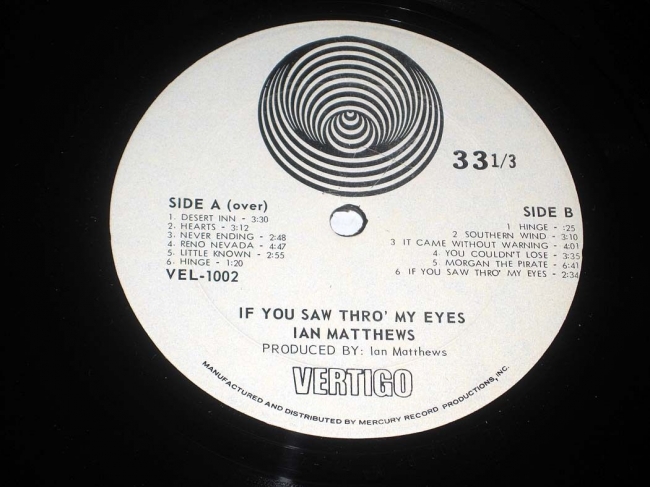 33 1/3
SIDE A (over)
1. DESERT INN - 3:30
2. HEARTS - 3:12
3. NEVER ENDING - 2:48
4. RENO NEVADA - 4:47
5. LITTLE KNOWN - 2:55
6. HINGE - 1:20
VEL-1002
SIDE B
1 HINGE - :25
2 SOUTHERN WIND - 3:10
3 IT CAME WITHOUT WARNING - 4:01
4. YOU COULDN'T LOSE - 3:35
5. MORGAN THE PIRATE - 6:41
6. IF YOU SAW THRO' MY EYES - 2:34
IF YOU SAW THRO' MY EYES
IAN MATTHEWS
PRODUCED BY: Ian Matthews
VERTIGO
MANUFACTURED AND DISTRIBUTED BY MERCURY RECORD PRODUCTIONS, INC.